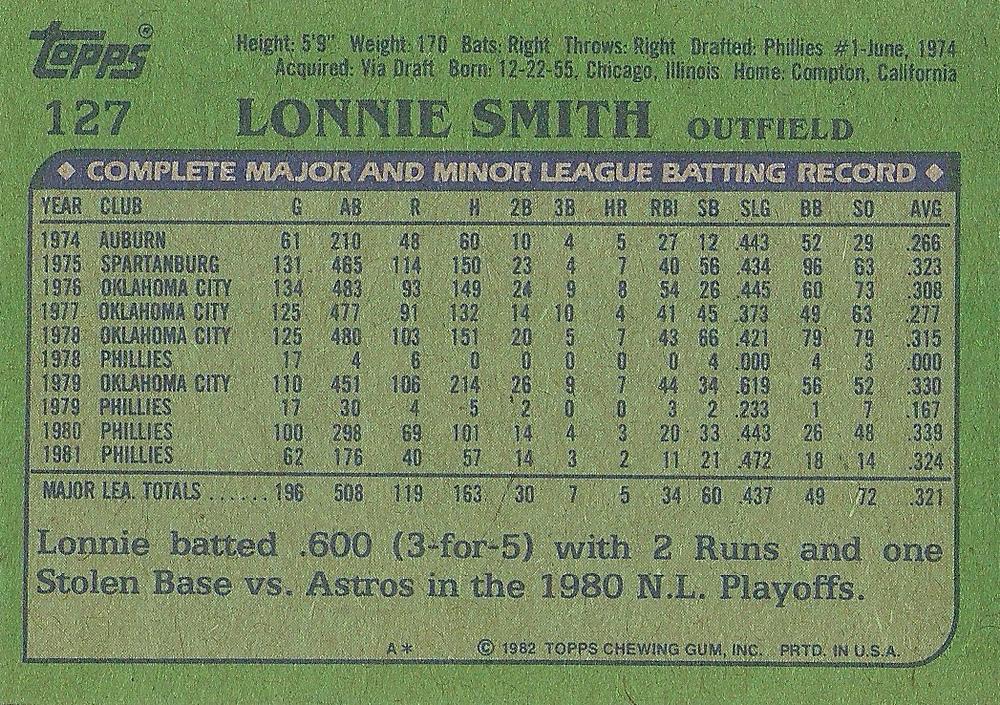 Topps®
Height: 5'9" Weight: 170 Bats: Right Throws: Right Drafted: Phillies #1-June, 1974
Acquired: Via Draft Born: 12-22-55, Chicago, Illinois Home: Compton, California
127 LONNIE SMITH OUTFIELD
◆ COMPLETE MAJOR AND MINOR LEAGUE BATTING RECORD ◆
YEAR CLUB G AB R H 2B 3B HR RBI SB SLG BB SO AVG
1974 AUBURN 61 210 48 60 10 4 5 27 12 .443 52 29 .266
1975 SPARTANBURG 131 465 114 150 23 4 7 40 56 .434 96 63 .323
1976 OKLAHOMA CITY 134 483 93 149 24 9 8 54 26 .445 60 73 .308
1977 OKLAHOMA CITY 125 477 91 132 14 10 4 41 45 .373 49 63 .277
1978 OKLAHOMA CITY 125 480 103 151 20 5 7 43 66 .421 79 79 .315
1978 PHILLIES 17 4 6 0 0 0 0 0 4 .000 4 3 .000
1979 OKLAHOMA CITY 110 451 106 214 26 9 7 44 34 .619 56 52 .330
1979 PHILLIES 17 30 4 5 2 0 0 3 2 .233 1 7 .167
1980 PHILLIES 100 298 69 101 14 4 3 20 33 .443 26 48 .339
1981 PHILLIES 62 176 40 57 14 3 2 11 21 .472 18 14 .324
MAJOR LEA. TOTALS ...... 196 508 119 163 30 7 5 34 60 .437 49 72 .321
Lonnie batted .600 (3-for-5) with 2 Runs and one
Stolen Base vs. Astros in the 1980 N.L. Playoffs.
A* © 1982 TOPPS CHEWING GUM, INC. PRTD. IN U.S.A.